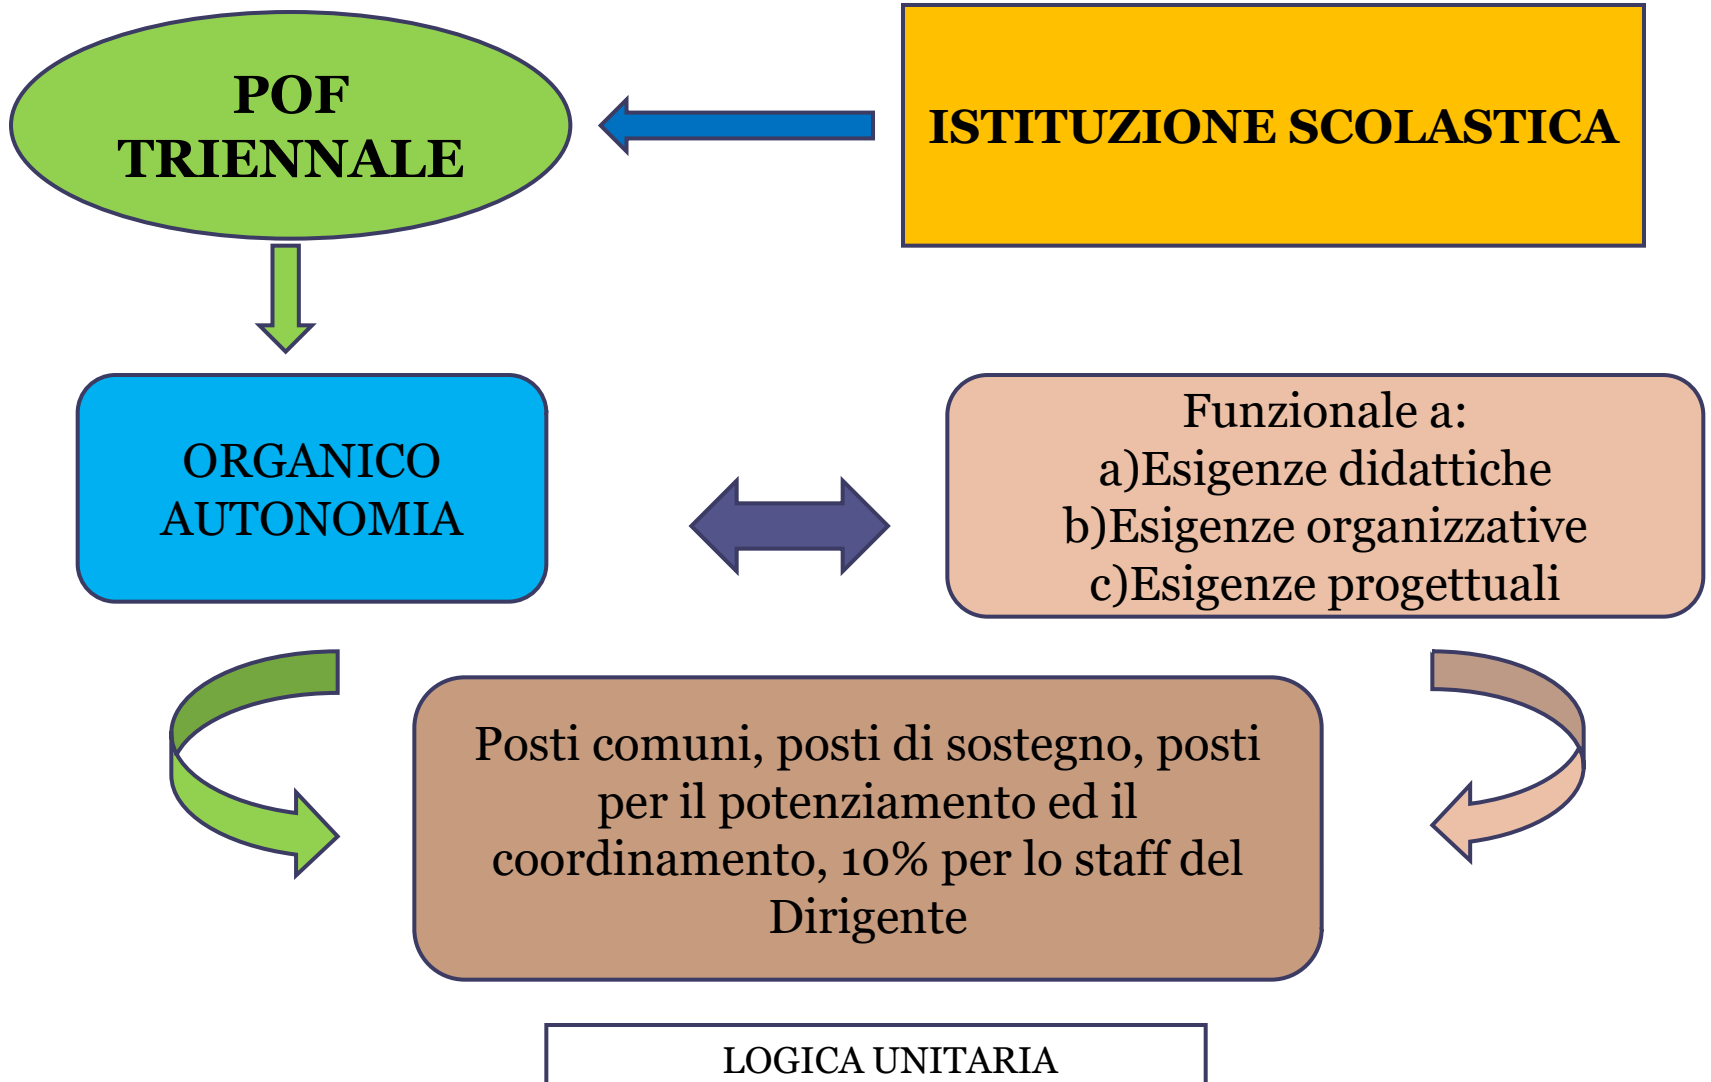 POF
TRIENNALE
ISTITUZIONE SCOLASTICA
ORGANICO
AUTONOMIA
Funzionale a:
a)Esigenze didattiche
b)Esigenze organizzative
c)Esigenze progettuali
Posti comuni, posti di sostegno, posti
per il potenziamento ed il
coordinamento, 10% per lo staff del
Dirigente
LOGICA UNITARIA